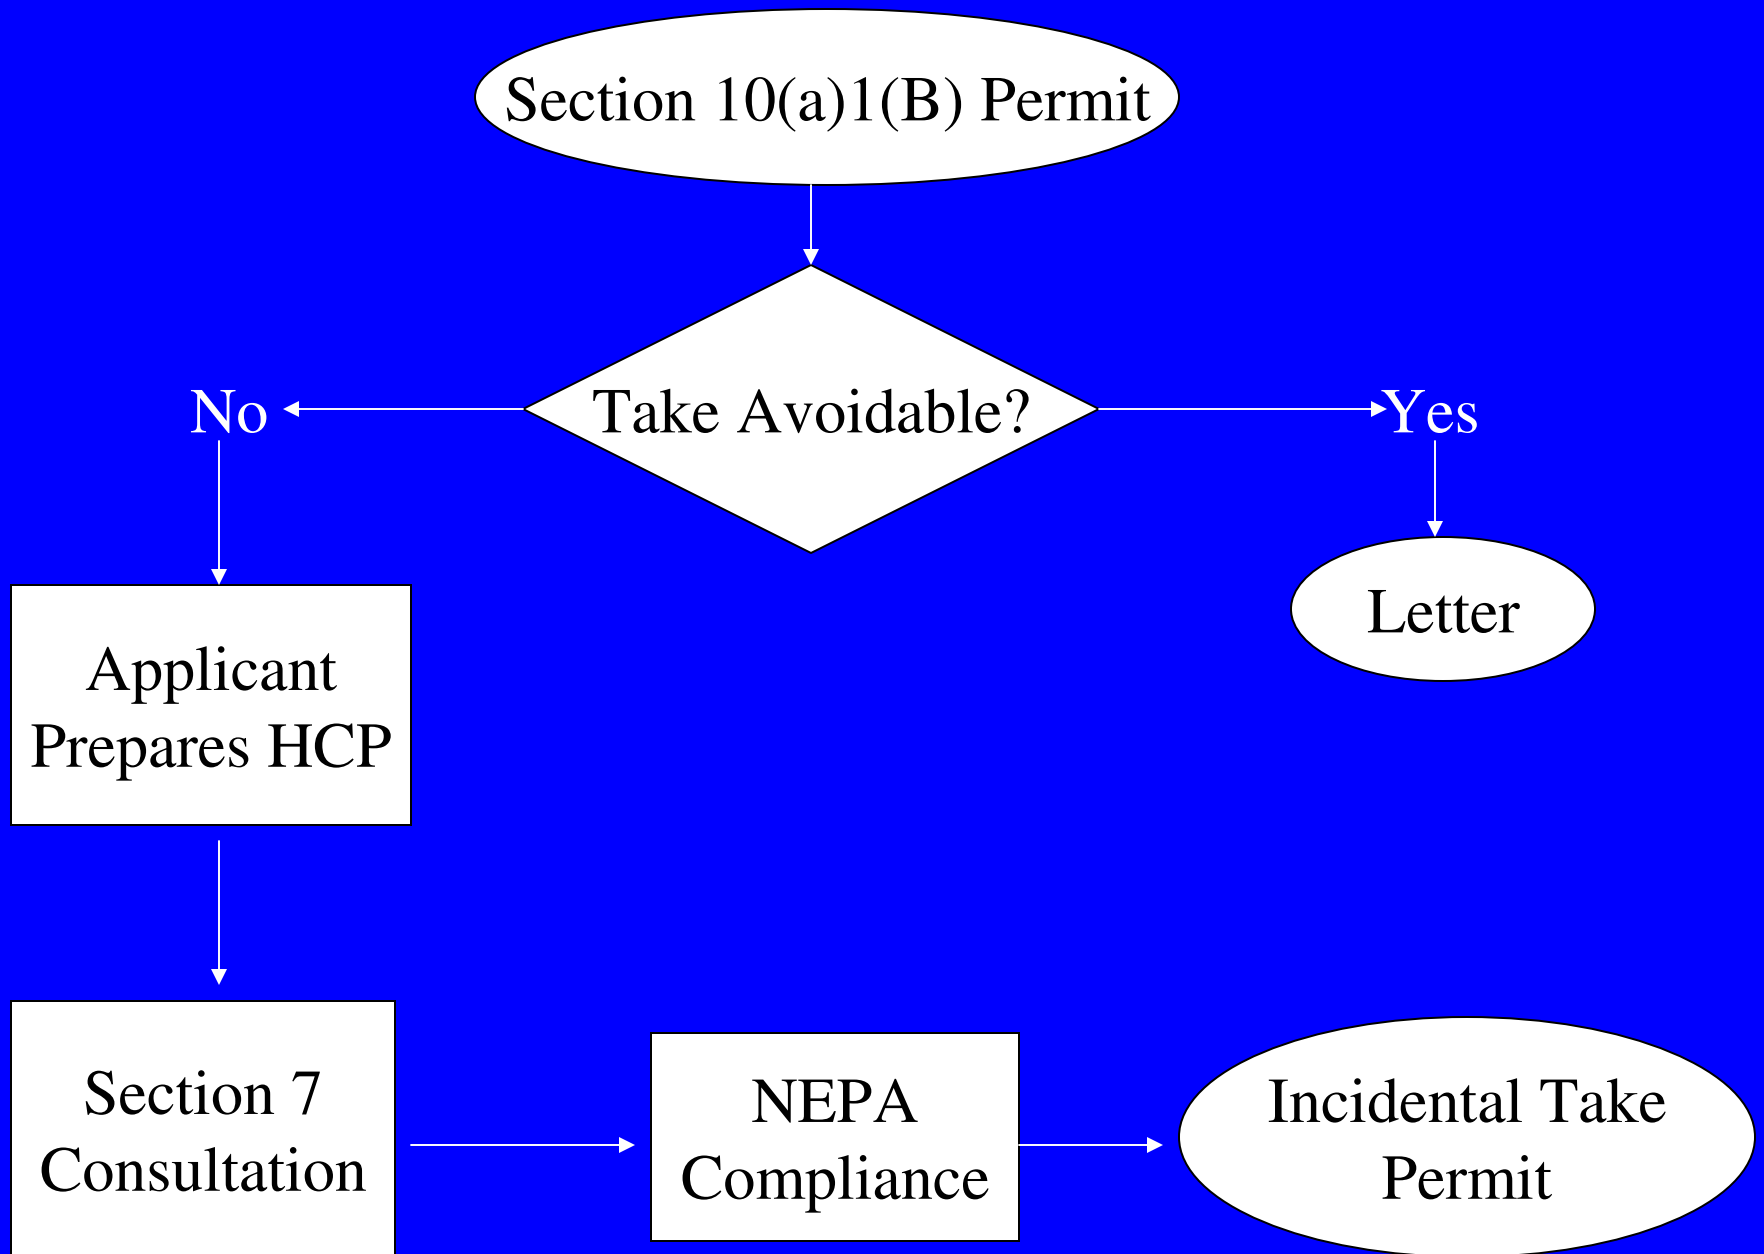 Section 10(a)1(B) Permit
No
Take Avoidable?
Yes
Letter
Applicant
Prepares HCP
Section 7
Consultation
NEPA
Compliance
Incidental Take
Permit